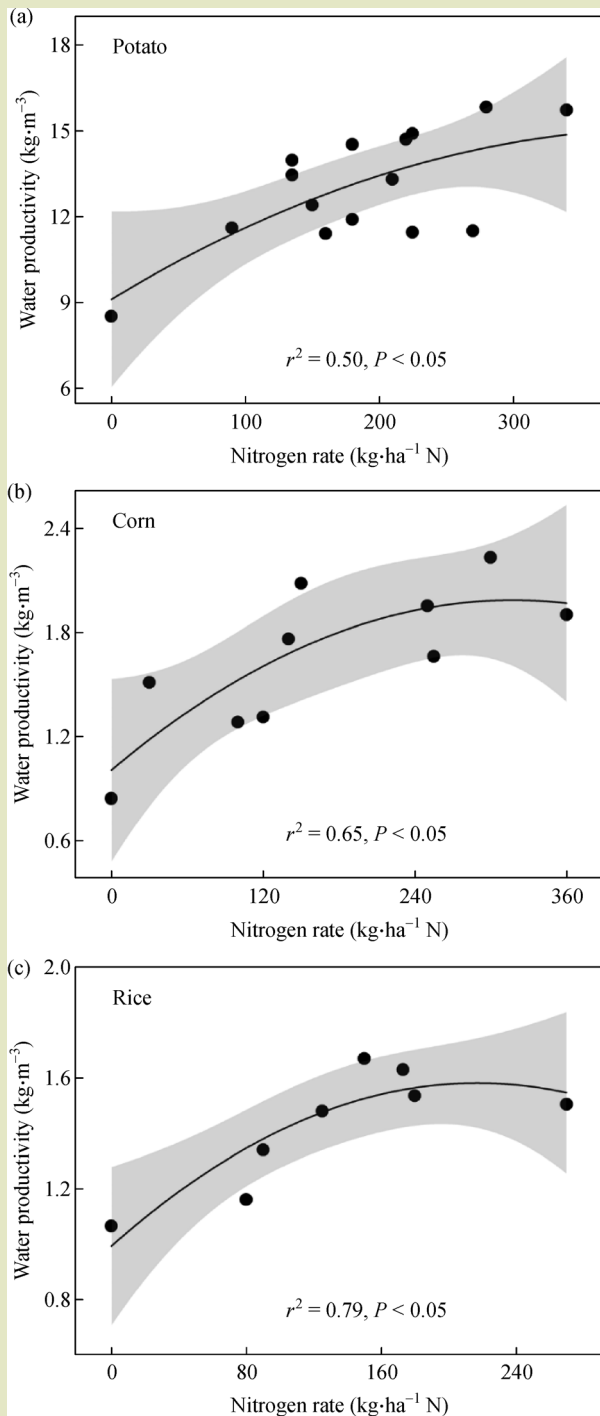 (a)
Potato
18
15
12
9
6
Water productivity (kg·m⁻³)
r² = 0.50, P < 0.05
0 100 200 300
Nitrogen rate (kg·ha⁻¹ N)
(b)
Corn
2.4
1.8
1.2
0.6
Water productivity (kg·m⁻³)
r² = 0.65, P < 0.05
0 120 240 360
Nitrogen rate (kg·ha⁻¹ N)
(c)
Rice
2.0
1.6
1.2
0.8
Water productivity (kg·m⁻³)
r² = 0.79, P < 0.05
0 80 160 240
Nitrogen rate (kg·ha⁻¹ N)